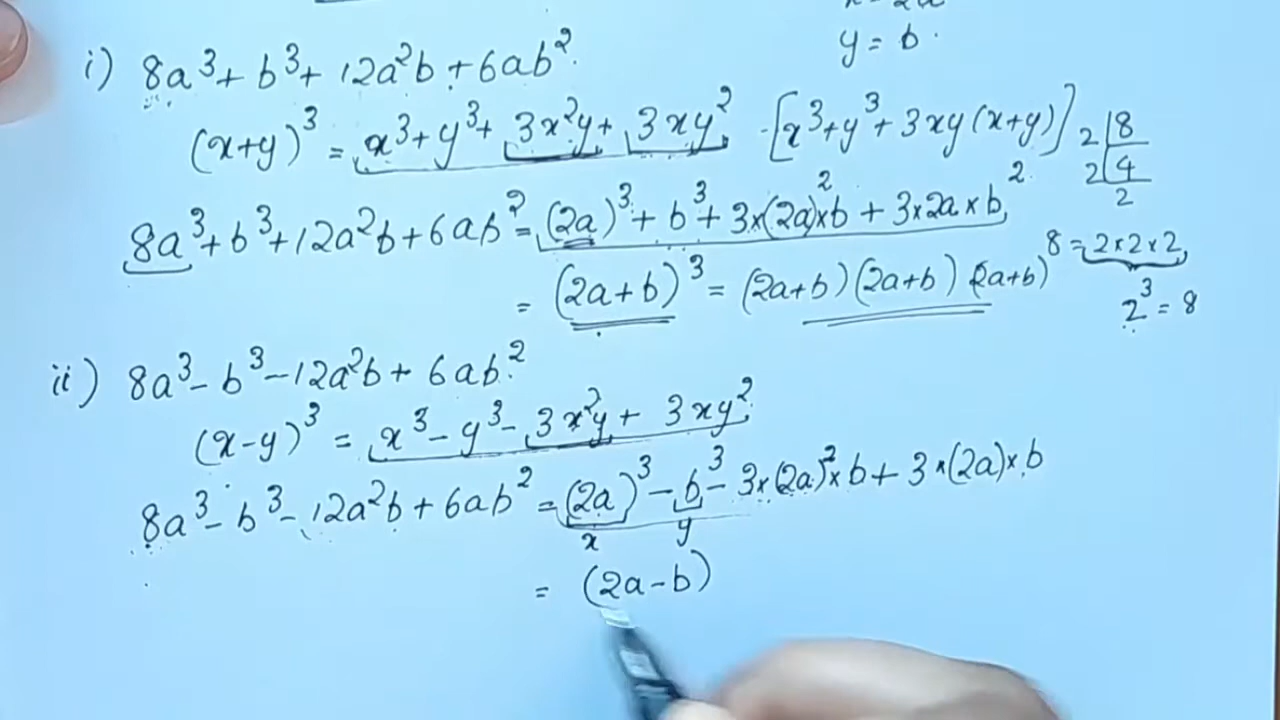 y = b.
i) 8a³ + b³ + 12a²b + 6ab².
(x+y)³ = x³ + y³ + 3x²y + 3xy² · [x³ + y³ + 3xy(x+y)]
2 | 8
2 | 4
2
8a³ + b³ + 12a²b + 6ab² = (2a)³ + b³ + 3×(2a)²×b + 3×2a×b²
8 = 2×2×2
= (2a+b)³ = (2a+b)(2a+b)(2a+b)
2³ = 8
ii) 8a³ - b³ - 12a²b + 6ab²
(x-y)³ = x³ - y³ - 3x²y + 3xy²
8a³ - b³ - 12a²b + 6ab² = (2a)³ - b³ - 3×(2a)²×b + 3×(2a)×b
x y
= (2a-b)